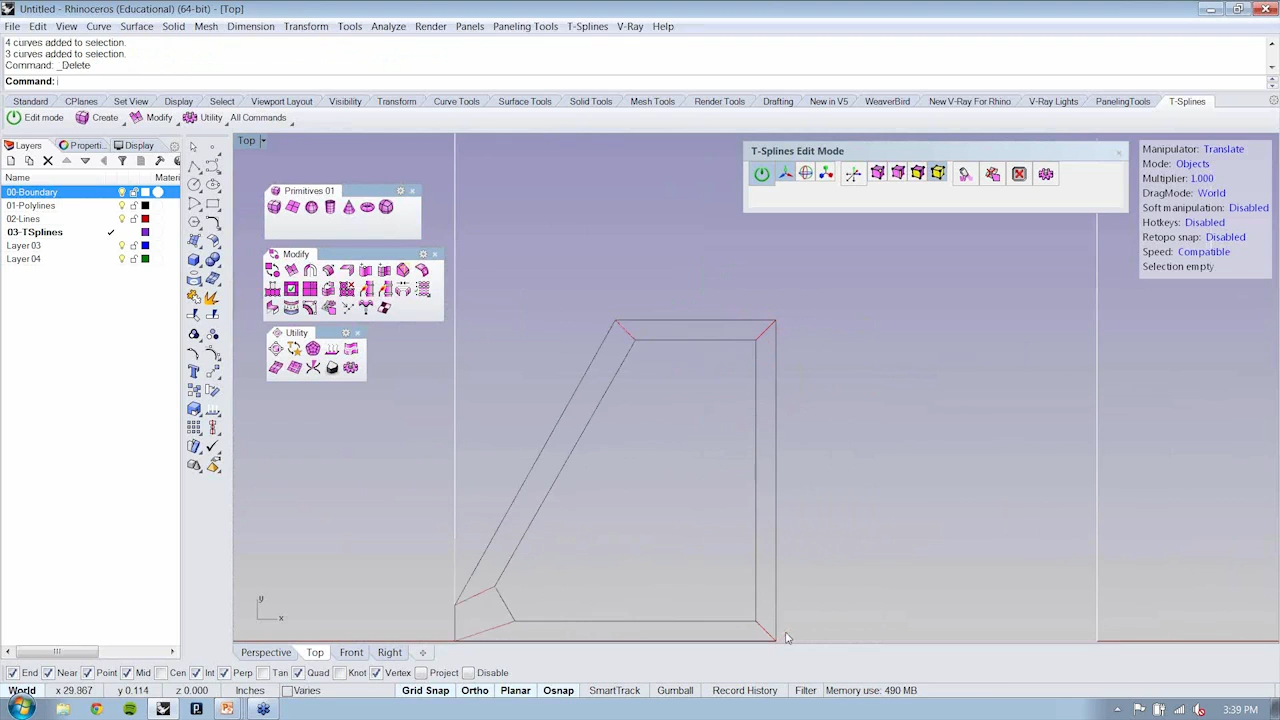 Untitled - Rhinoceros (Educational) (64-bit) - [Top]
File Edit View Curve Surface Solid Mesh Dimension Transform Tools Analyze Render Panels Paneling Tools T-Splines V-Ray Help
4 curves added to selection.
3 curves added to selection.
Command: _Delete
Command:
Standard CPlanes Set View Display Select Viewport Layout Visibility Transform Curve Tools Surface Tools Solid Tools Mesh Tools Render Tools Drafting New in V5 WeaverBird New V-Ray For Rhino V-Ray Lights PanelingTools T-Splines
Edit mode Create Modify Utility All Commands
Layers Properti... Display
Top
Name Materi
00-Boundary
01-Polylines
02-Lines
03-TSplines
Layer 03
Layer 04
Primitives 01
Modify
Utility
T-Splines Edit Mode
Manipulator: Translate
Mode: Objects
Multiplier: 1.000
DragMode: World
Soft manipulation: Disabled
Hotkeys: Disabled
Retopo snap: Disabled
Speed: Compatible
Selection empty
y
x
Perspective Top Front Right
End Near Point Mid Cen Int Perp Tan Quad Knot Vertex Project Disable
World x 29.867 y 0.114 z 0.000 Inches Varies Grid Snap Ortho Planar Osnap SmartTrack Gumball Record History Filter Memory use: 490 MB
3:39 PM